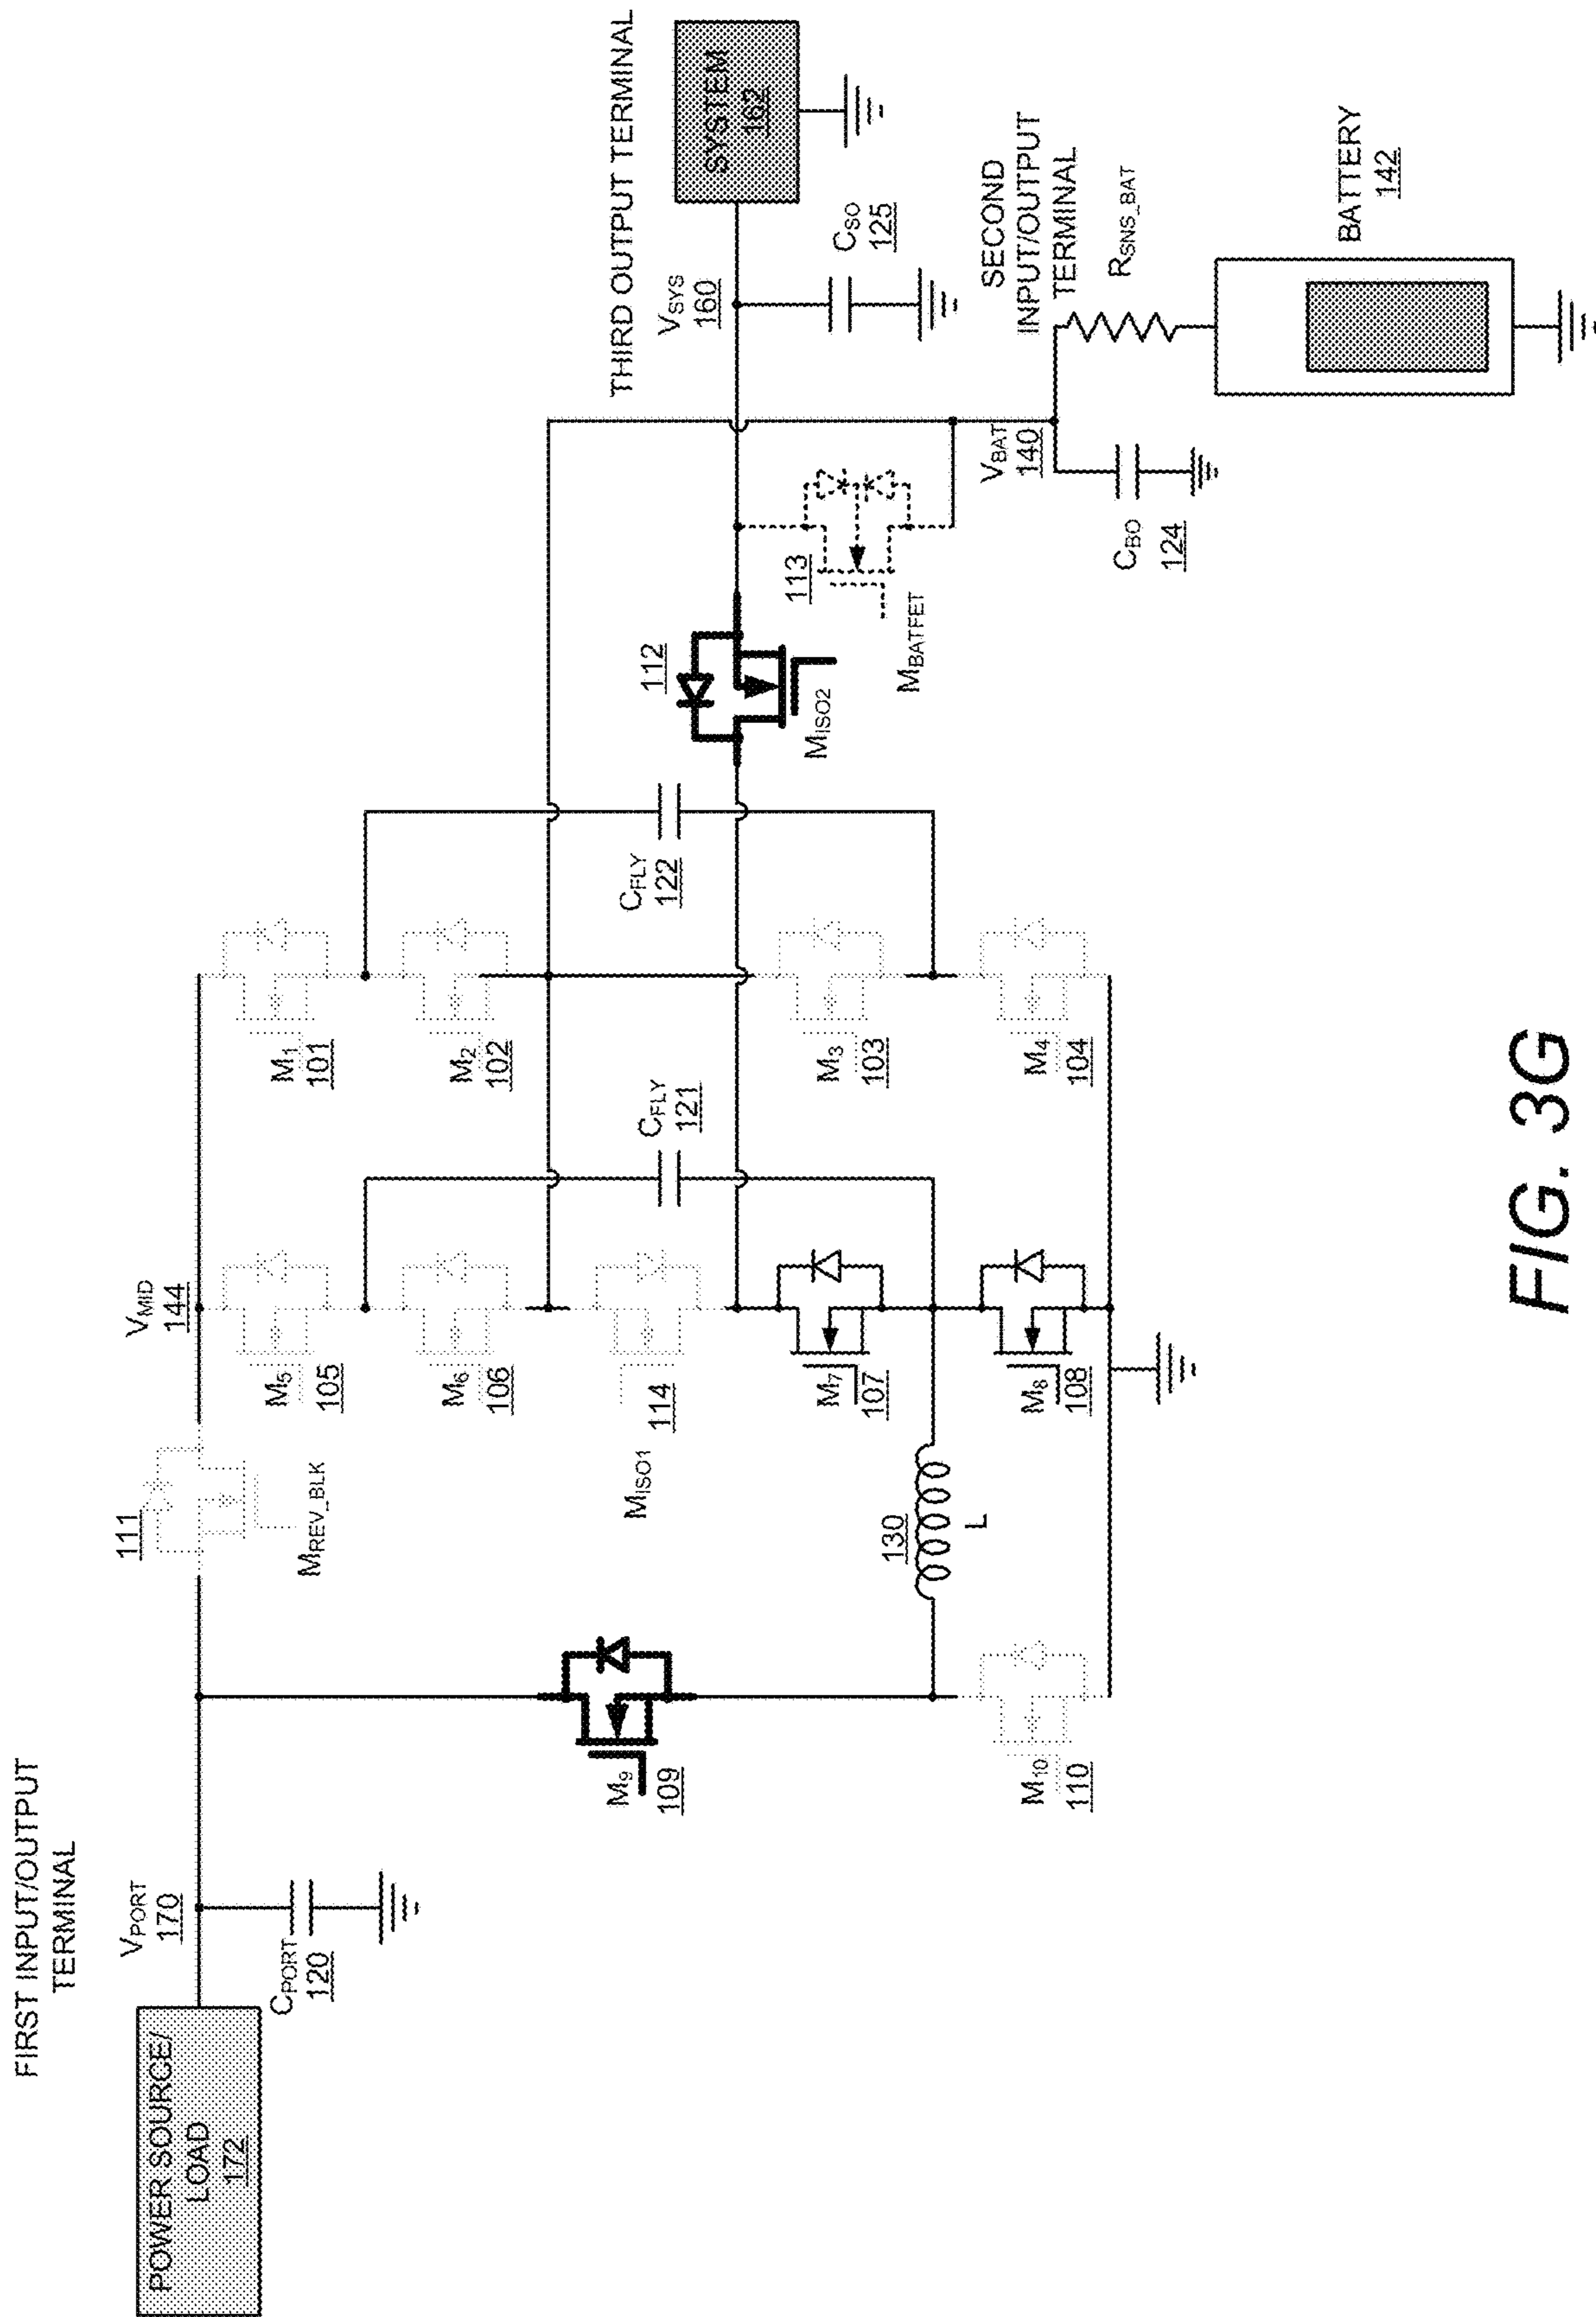 FIRST INPUT/OUTPUT
TERMINAL
POWER SOURCE/
LOAD
172
VPORT
170
CPORT
120
M9
109
M10
110
111
MREV_BLK
130
L
VMID
144
M5
105
M6
106
MISO1
114
M7
107
M8
108
CFLY
121
M1
101
M2
102
M3
103
M4
104
CFLY
122
112
MISO2
113
MBATFET
THIRD OUTPUT TERMINAL
VSYS
160
SYSTEM
162
CSO
125
SECOND
INPUT/OUTPUT
TERMINAL
VBAT
140
CBO
124
RSNS_BAT
BATTERY
142
FIG. 3G